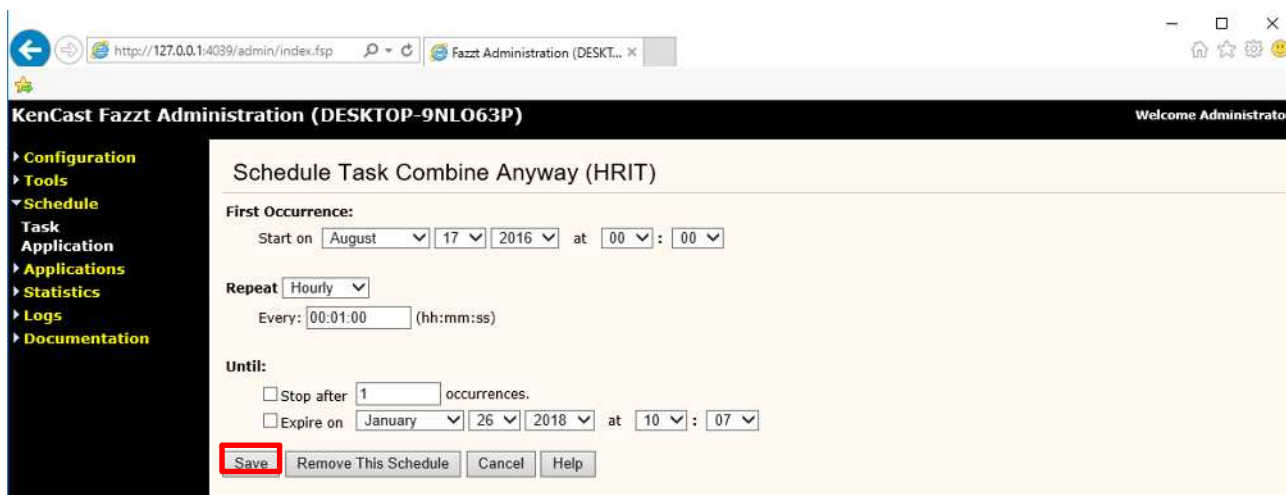 http://127.0.0.1:4039/admin/index.fsp
Fazzt Administration (DESKT...
KenCast Fazzt Administration (DESKTOP-9NLO63P)
Welcome Administrato
Configuration
Tools
Schedule
Task
Application
Applications
Statistics
Logs
Documentation
Schedule Task Combine Anyway (HRIT)
First Occurrence:
Start on August 17 2016 at 00 : 00
Repeat Hourly
Every: 00:01:00 (hh:mm:ss)
Until:
Stop after 1 occurrences.
Expire on January 26 2018 at 10 : 07
Save Remove This Schedule Cancel Help